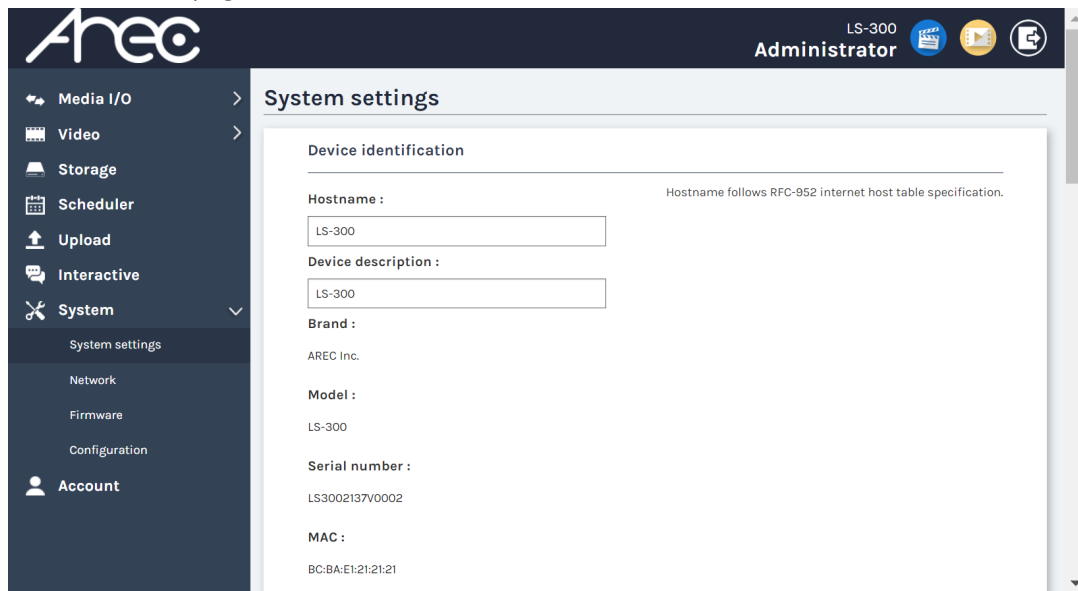 Arec
LS-300
Administrator
Media I/O
Video
Storage
Scheduler
Upload
Interactive
System
System settings
Network
Firmware
Configuration
Account
System settings
Device identification
Hostname :
Hostname follows RFC-952 internet host table specification.
LS-300
Device description :
LS-300
Brand :
AREC Inc.
Model :
LS-300
Serial number :
LS3002137V0002
MAC :
BC:BA:E1:21:21:21